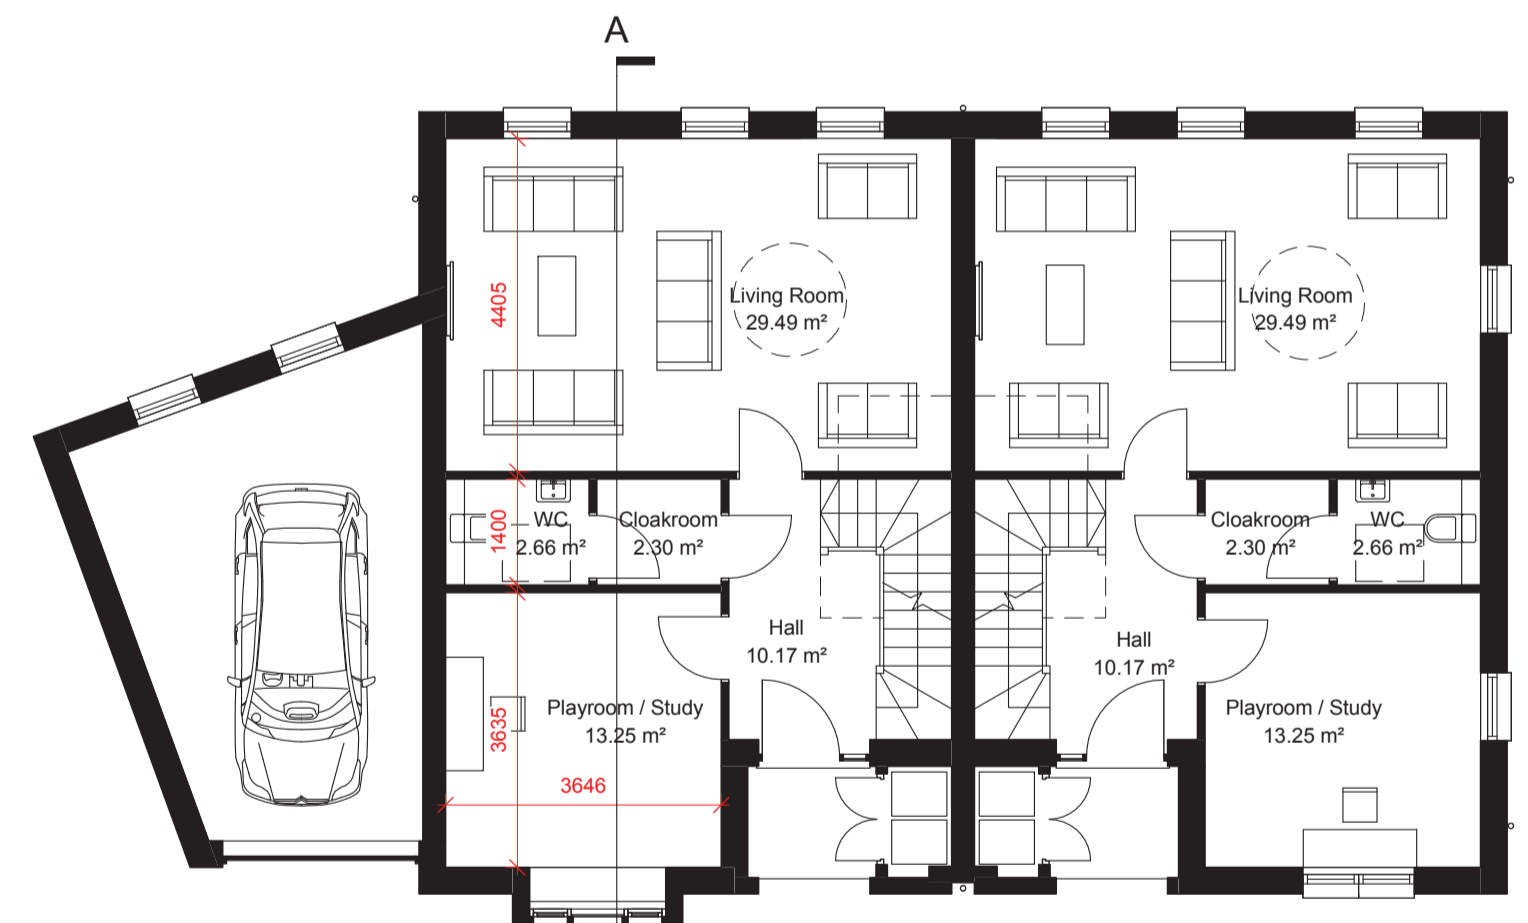 A
4405
Living Room
29.49 m²
Living Room
29.49 m²
1400
WC
2.66 m²
Cloakroom
2.30 m²
Cloakroom
2.30 m²
WC
2.66 m²
Hall
10.17 m²
Hall
10.17 m²
3635
Playroom / Study
13.25 m²
Playroom / Study
13.25 m²
3646